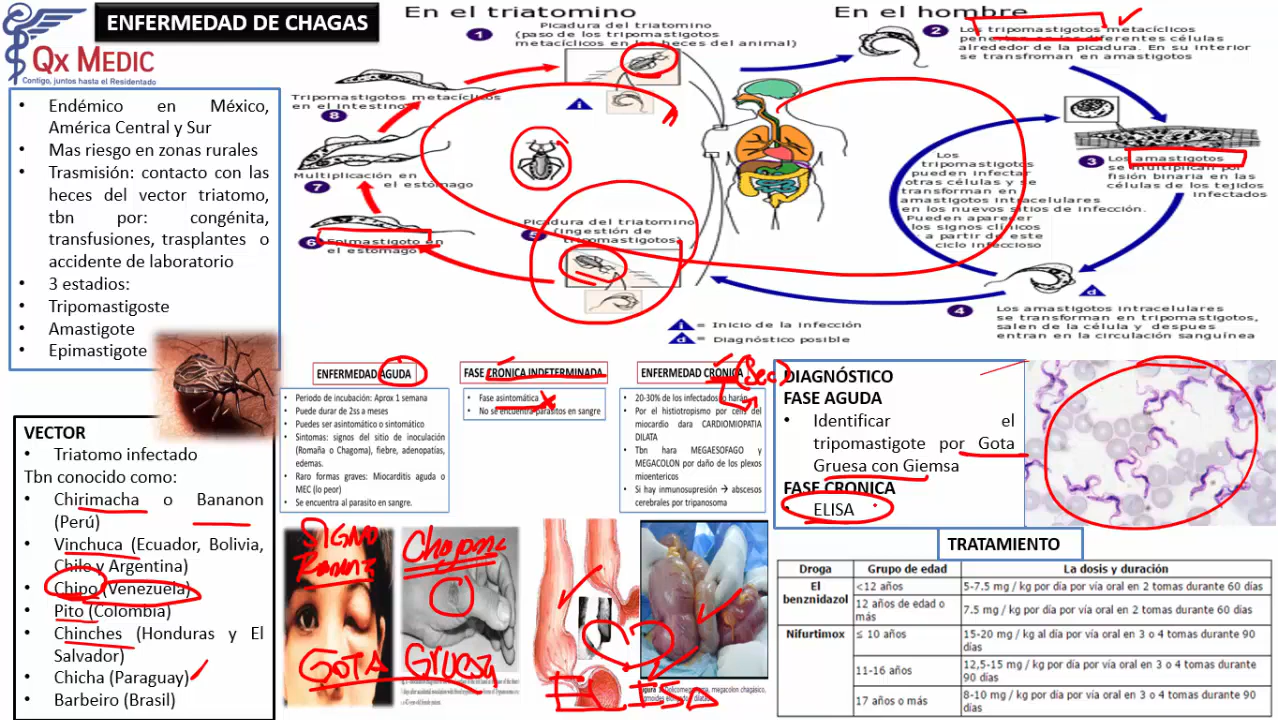 ENFERMEDAD DE CHAGAS
Qx MEDIC
Contigo, juntos hasta el Residentado
• Endémico en México,
América Central y Sur
• Mas riesgo en zonas rurales
• Trasmisión: contacto con las
heces del vector triatomo,
tbn por: congénita,
transfusiones, trasplantes o
accidente de laboratorio
• 3 estadios:
• Tripomastigoste
• Amastigote
• Epimastigote
VECTOR
• Triatomo infectado
Tbn conocido como:
• Chirimacha o Bananon
(Perú)
• Vinchuca (Ecuador, Bolivia,
Chile y Argentina)
• Chipo (Venezuela)
• Pito (Colombia)
• Chinches (Honduras y El
Salvador)
• Chicha (Paraguay)
• Barbeiro (Brasil)
En el triatomino
En el hombre
1
Picadura del triatomino
(paso de los tripomastigotos
metacíclicos en las heces del animal)
2
Los tripomastigotos metacíclicos
penetran en las diferentes células
alrededor de la picadura. En su interior
se transfroman en amastigotos
3
Los amastigotos
se multiplican por
fisión binaria en las
células de los tejidos
infectados
Los
tripomastigotos
pueden infectar
otras células y se
transforman en
amastigotos intracelulares
en los nuevos sitios de infección.
Pueden aparecer
los signos clínicos
a partir de este
ciclo infeccioso
4
Los amastigotos intracelulares
se transforman en tripomastigotos,
salen de la célula y despues
entran en la circulación sanguínea
d
5
Picadura del triatomino
(ingestión de
tripomastigotos)
6
Epimastigoto en
el estómago
7
Multiplicación en
el estómago
8
Tripomastigotos metacíclicos
en el intestino
i
i = Inicio de la infección
d = Diagnóstico posible
ENFERMEDAD AGUDA
• Periodo de incubación: Aprox 1 semana
• Puede durar de 2ss a meses
• Puedes ser asintomático o sintomático
• Sintomas: signos del sitio de inoculación
(Romaña o Chagoma), fiebre, adenopatias,
edemas.
• Raro formas graves: Miocarditis aguda o
MEC (lo peor)
• Se encuentra al parasito en sangre.
FASE CRONICA INDETERMINADA
• Fase asintomática
• No se encuentra parasitos en sangre
ENFERMEDAD CRONICA
• 20-30% de los infectados lo harán
• Por el histiotropismo por cels del
miocardio dara CARDIOMIOPATIA
DILATA
• Tbn hara MEGAESOFAGO y
MEGACOLON por daño de los plexos
mioentericos
• Si hay inmunosupresión → abscesos
cerebrales por tripanosoma
DIAGNÓSTICO
FASE AGUDA
• Identificar el
tripomastigote por Gota
Gruesa con Giemsa
FASE CRONICA
• ELISA
SIGNO
Chagoma
GOTA GRUESA
ELISA
TRATAMIENTO
Droga Grupo de edad La dosis y duración
El benznidazol <12 años 5-7.5 mg / kg por día por vía oral en 2 tomas durante 60 días
12 años de edad o más 7.5 mg / kg por día por vía oral en 2 tomas durante 60 días
Nifurtimox ≤ 10 años 15-20 mg / kg al día por vía oral en 3 o 4 tomas durante 90 días
11-16 años 12,5-15 mg / kg por día por vía oral en 3 o 4 tomas durante 90 días
17 años o más 8-10 mg / kg por día por vía oral en 3 o 4 tomas durante 90 días